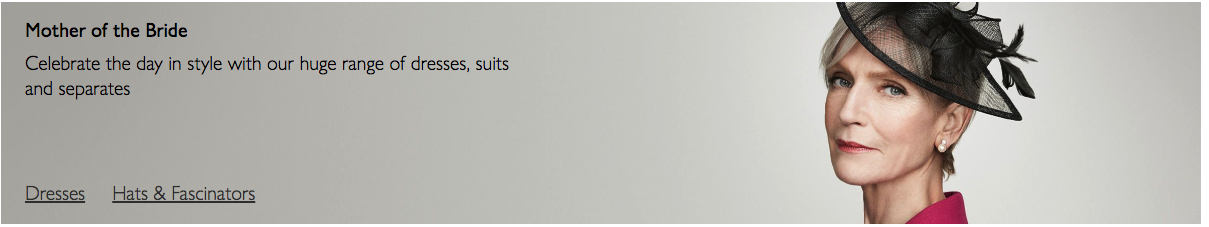 Mother of the Bride
Celebrate the day in style with our huge range of dresses, suits
and separates
Dresses Hats & Fascinators